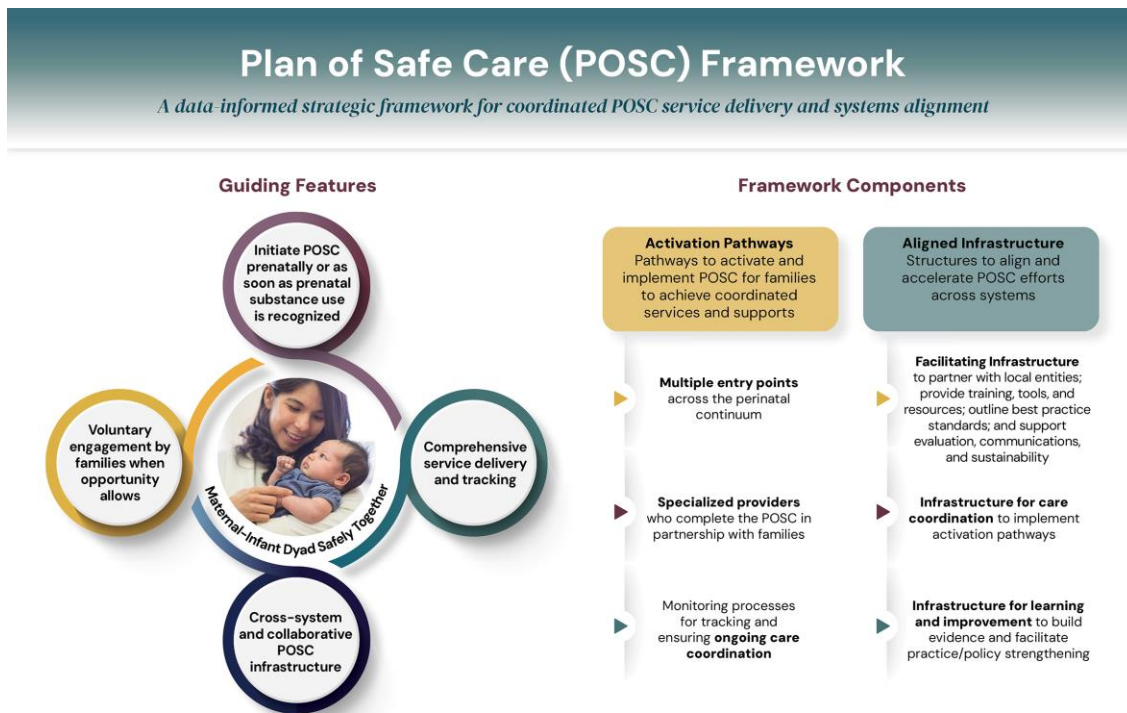 Plan of Safe Care (POSC) Framework
A data-informed strategic framework for coordinated POSC service delivery and systems alignment
Guiding Features
Initiate POSC
prenatally or as
soon as prenatal
substance use
is recognized
Voluntary
engagement by
families when
opportunity
allows
Comprehensive
service delivery
and tracking
Maternal-Infant Dyad Safely Together
Cross-system
and collaborative
POSC
infrastructure
Framework Components
Activation Pathways
Pathways to activate and
implement POSC for families
to achieve coordinated
services and supports
Multiple entry points
across the perinatal
continuum
Specialized providers
who complete the POSC in
partnership with families
Monitoring processes
for tracking and
ensuring ongoing care
coordination
Aligned Infrastructure
Structures to align and
accelerate POSC efforts
across systems
Facilitating Infrastructure
to partner with local entities;
provide training, tools, and
resources; outline best practice
standards; and support
evaluation, communications,
and sustainability
Infrastructure for care
coordination to implement
activation pathways
Infrastructure for learning
and improvement to build
evidence and facilitate
practice/policy strengthening